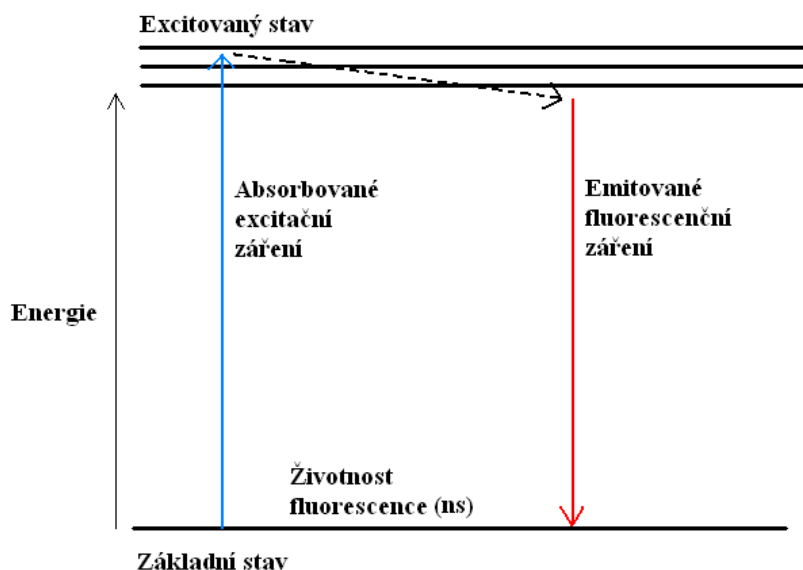 Excitovaný stav
Absorbované
excitační
záření
Emitované
fluorescenční
záření
Energie
Životnost
fluorescence (ns)
Základní stav